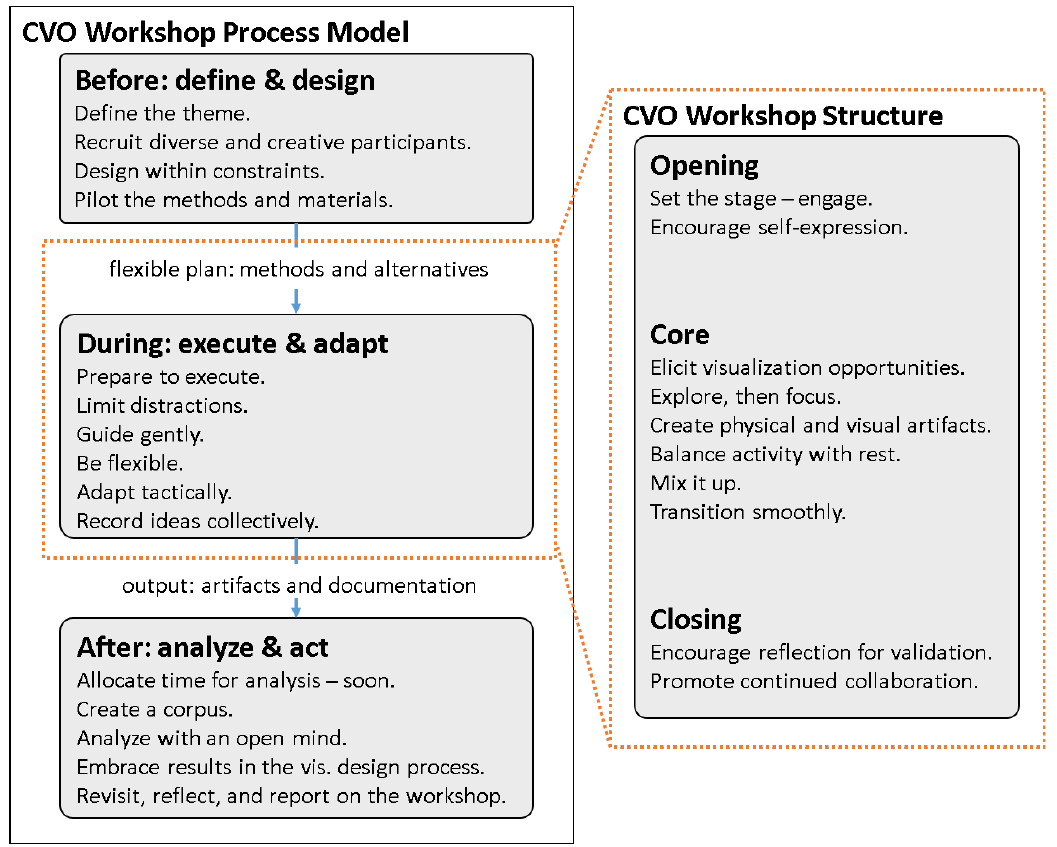 CVO Workshop Process Model
Before: define & design
Define the theme.
Recruit diverse and creative participants.
Design within constraints.
Pilot the methods and materials.
flexible plan: methods and alternatives
During: execute & adapt
Prepare to execute.
Limit distractions.
Guide gently.
Be flexible.
Adapt tactically.
Record ideas collectively.
output: artifacts and documentation
After: analyze & act
Allocate time for analysis – soon.
Create a corpus.
Analyze with an open mind.
Embrace results in the vis. design process.
Revisit, reflect, and report on the workshop.
CVO Workshop Structure
Opening
Set the stage – engage.
Encourage self-expression.
Core
Elicit visualization opportunities.
Explore, then focus.
Create physical and visual artifacts.
Balance activity with rest.
Mix it up.
Transition smoothly.
Closing
Encourage reflection for validation.
Promote continued collaboration.